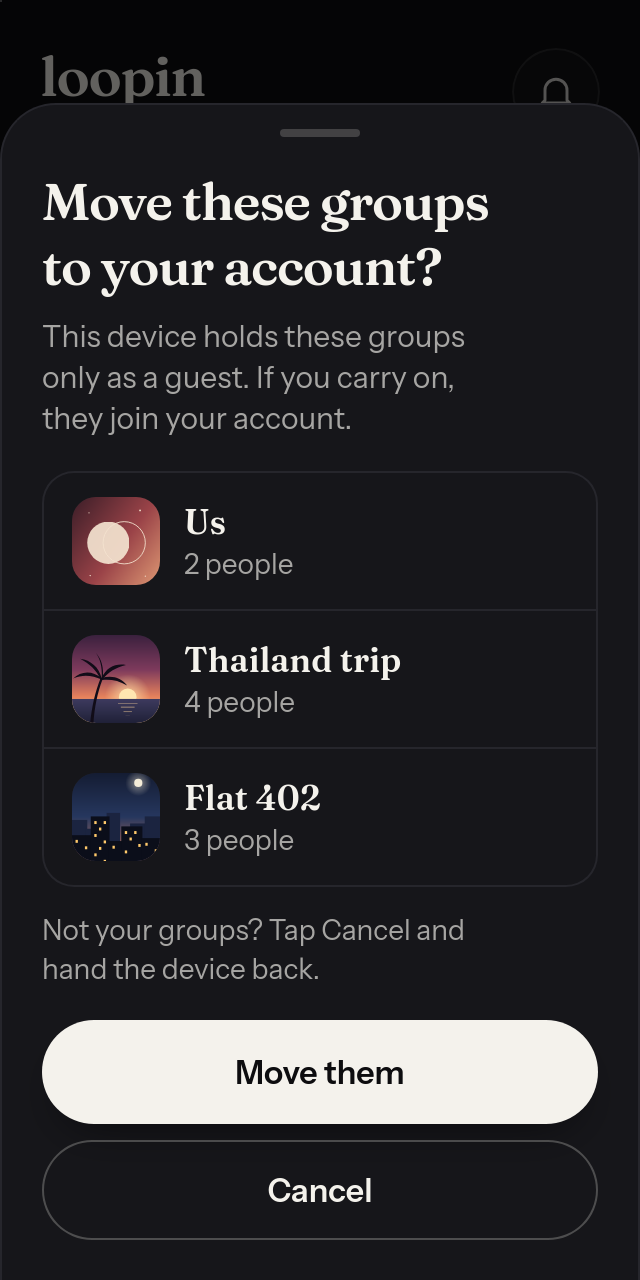 loopin
Move these groups
to your account?
This device holds these groups
only as a guest. If you carry on,
they join your account.
Us
2 people
Thailand trip
4 people
Flat 402
3 people
Not your groups? Tap Cancel and
hand the device back.
Move them
Cancel